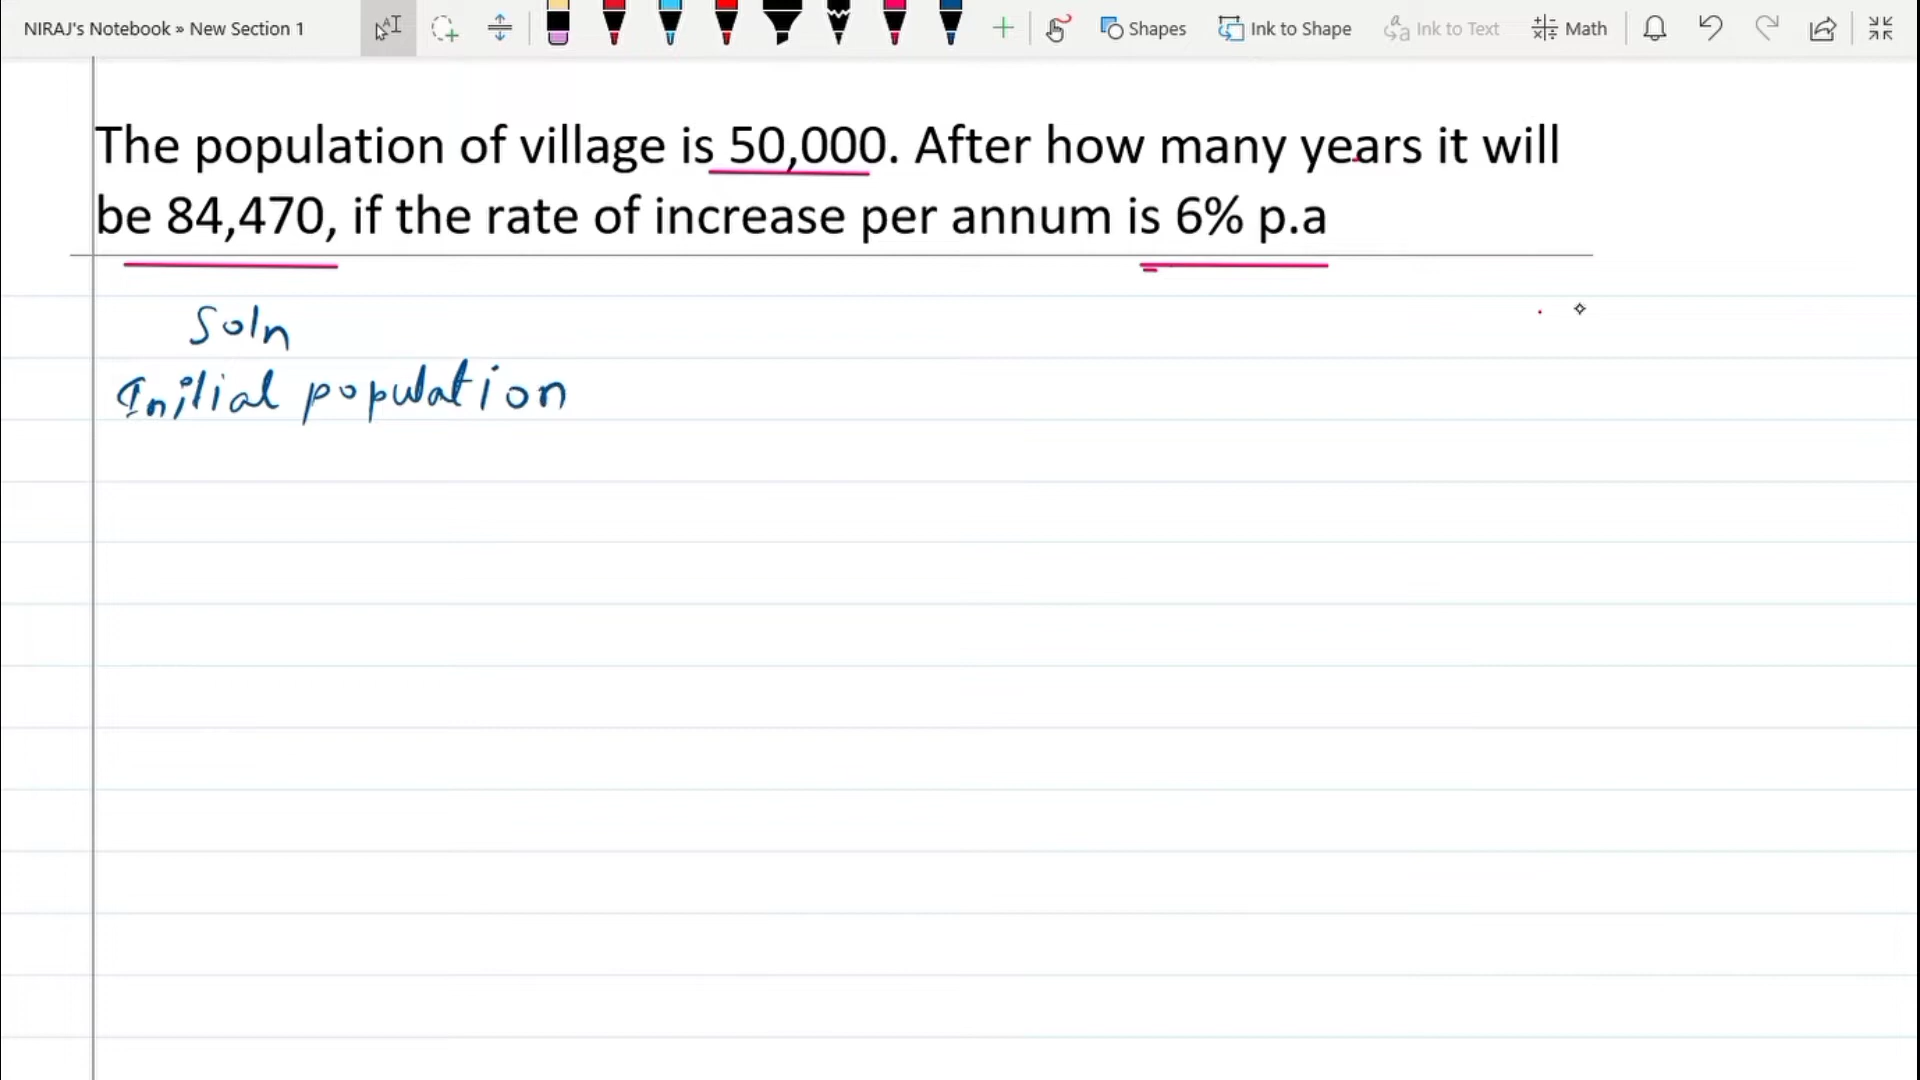 NIRAJ's Notebook » New Section 1 Shapes Ink to Shape Ink to Text Math
The population of village is 50,000. After how many years it will
be 84,470, if the rate of increase per annum is 6% p.a
Soln
Initial population